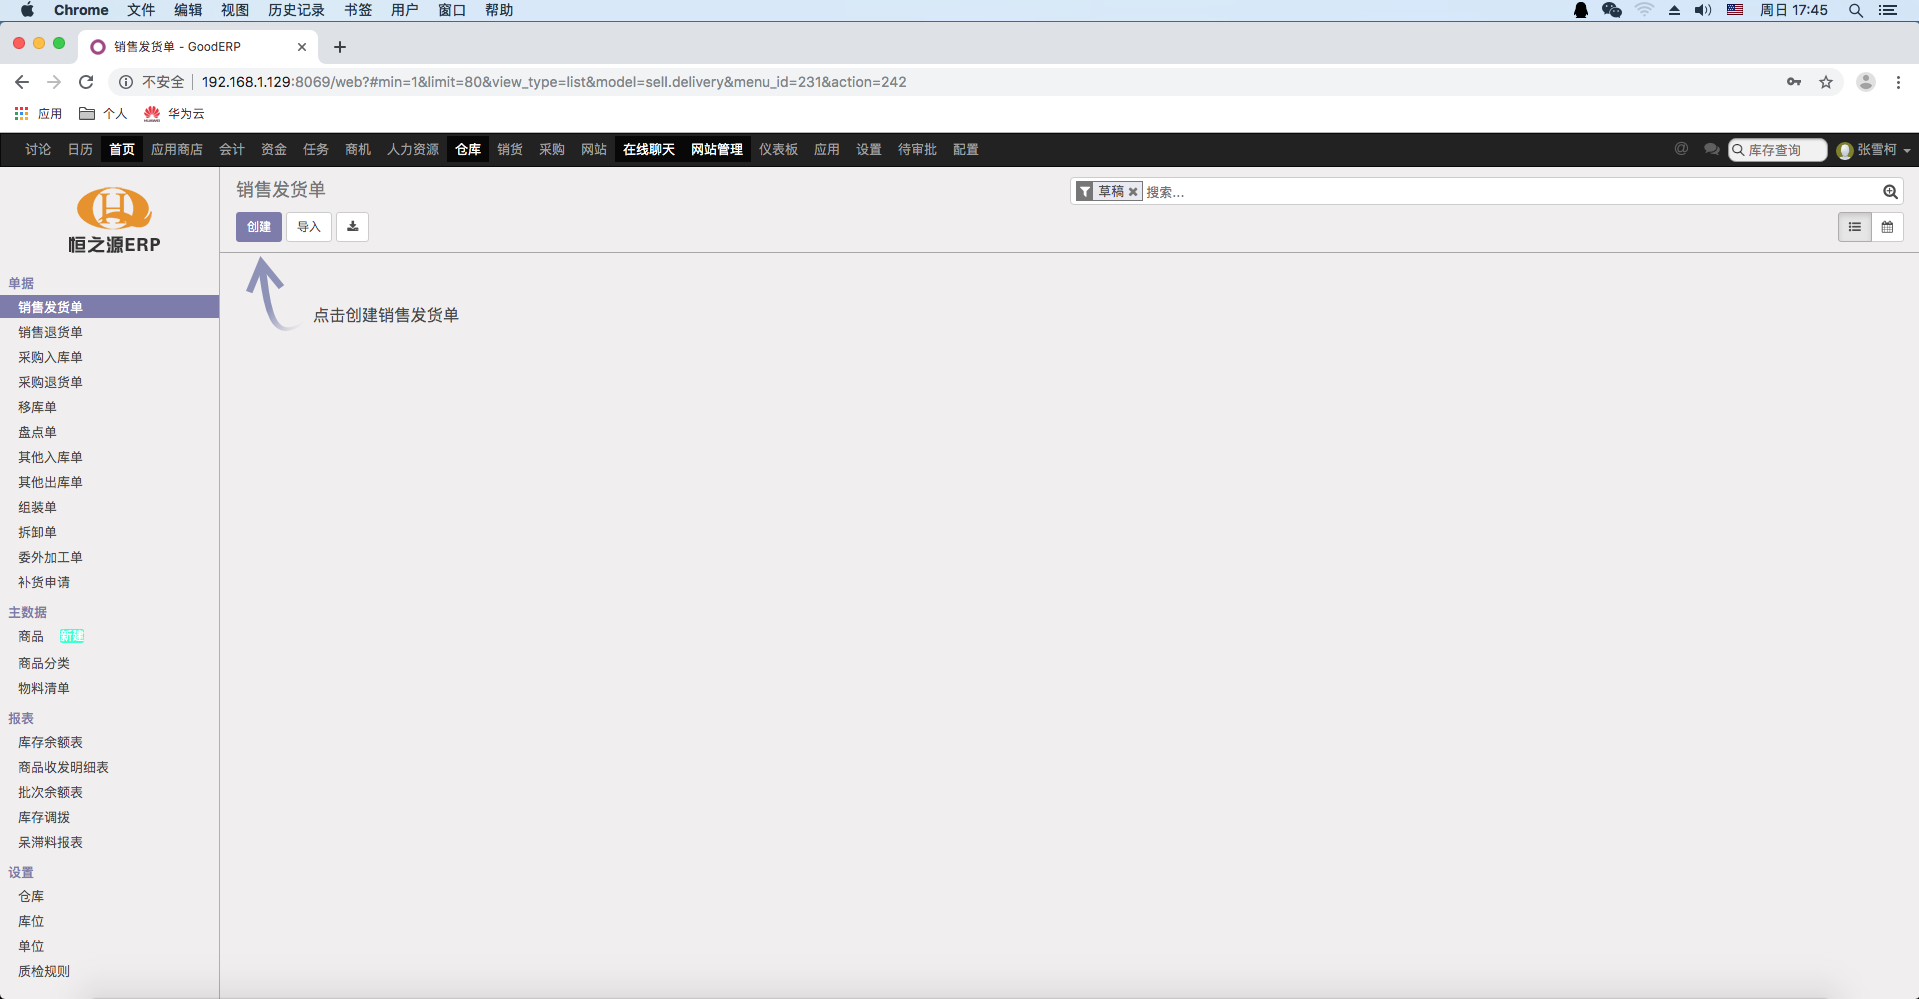 Chrome 文件 编辑 视图 历史记录 书签 用户 窗口 帮助 周日 17:45
销售发货单 - GoodERP
不安全 192.168.1.129:8069/web?#min=1&limit=80&view_type=list&model=sell.delivery&menu_id=231&action=242
应用 个人 华为云
讨论 日历 首页 应用商店 会计 资金 任务 商机 人力资源 仓库 销货 采购 网站 在线聊天 网站管理 仪表板 应用 设置 待审批 配置 @ 库存查询 张雪柯
恒之源ERP
销售发货单
草稿 搜索...
创建 导入
点击创建销售发货单
单据
销售发货单
销售退货单
采购入库单
采购退货单
移库单
盘点单
其他入库单
其他出库单
组装单
拆卸单
委外加工单
补货申请
主数据
商品 新建
商品分类
物料清单
报表
库存余额表
商品收发明细表
批次余额表
库存调拨
呆滞料报表
设置
仓库
库位
单位
质检规则